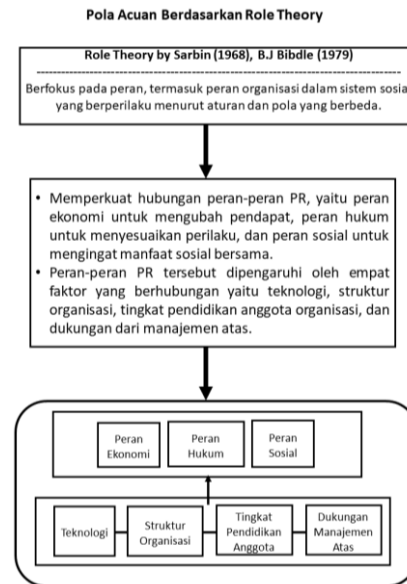 Pola Acuan Berdasarkan Role Theory
Role Theory by Sarbin (1968), B.J Bibdle (1979)
Berfokus pada peran, termasuk peran organisasi dalam sistem sosia
yang berperilaku menurut aturan dan pola yang berbeda.
• Memperkuat hubungan peran-peran PR, yaitu peran
ekonomi untuk mengubah pendapat, peran hukum
untuk menyesuaikan perilaku, dan peran sosial untuk
mengingat manfaat sosial bersama.
• Peran-peran PR tersebut dipengaruhi oleh empat
faktor yang berhubungan yaitu teknologi, struktur
organisasi, tingkat pendidikan anggota organisasi, dan
dukungan dari manajemen atas.
Peran
Ekonomi
Peran
Hukum
Peran
Sosial
Teknologi
Struktur
Organisasi
Tingkat
Pendidikan
Anggota
Dukungan
Manajemen
Atas